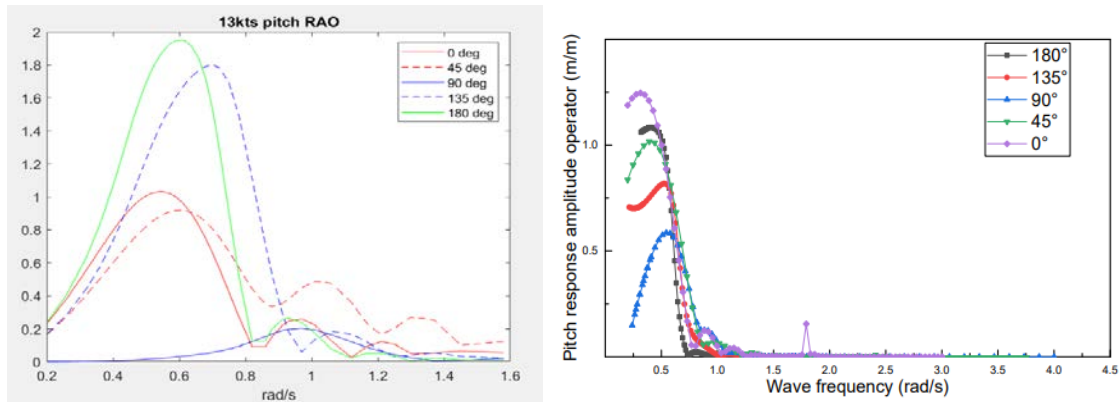 13kts pitch RAO
2
1.8
1.6
1.4
1.2
1
0.8
0.6
0.4
0.2
0
0 deg
45 deg
90 deg
135 deg
180 deg
0.2 0.4 0.6 0.8 1 1.2 1.4 1.6
rad/s
Pitch response amplitude operator (m/m)
1.0
0.5
180°
135°
90°
45°
0°
0.5 1.0 1.5 2.0 2.5 3.0 3.5 4.0 4.5
Wave frequency (rad/s)